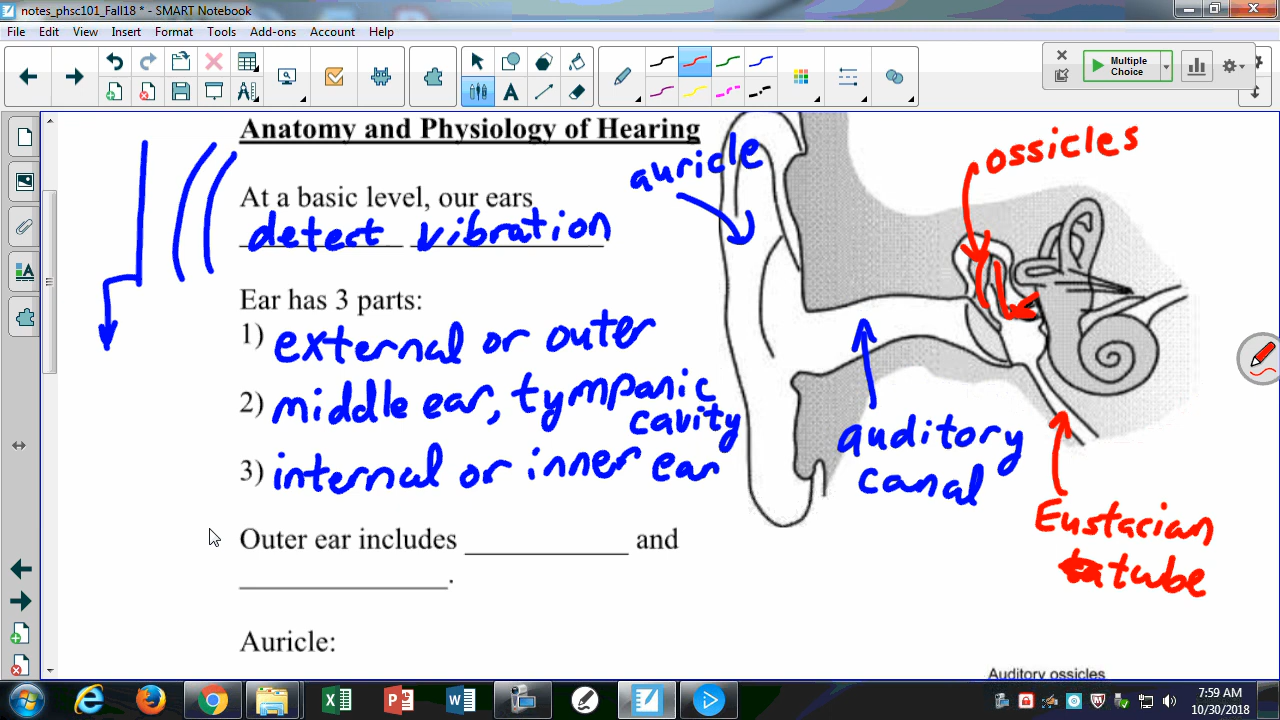 notes_phsc101_Fall18 * - SMART Notebook
File Edit View Insert Format Tools Add-ons Account Help
Multiple
Choice
Anatomy and Physiology of Hearing
At a basic level, our ears
detect vibration
Ear has 3 parts:
1) external or outer
2) middle ear, tympanic
cavity
3) internal or inner ear
Outer ear includes ____________ and
________________.
Auricle:
auricle
ossicles
auditory
canal
Eustacian
tube
Auditory ossicles
7:59 AM
10/30/2018